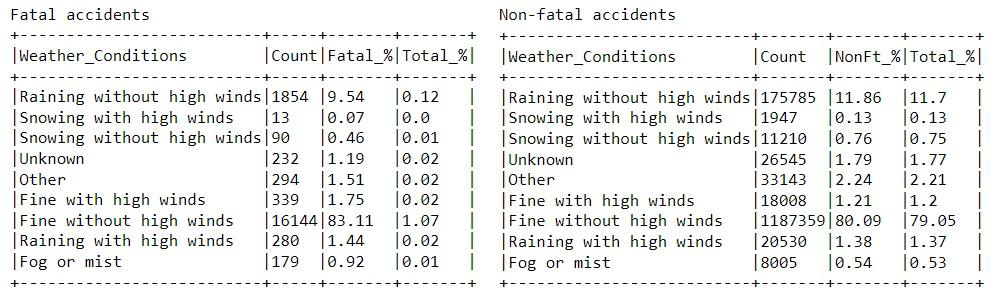 Fatal accidents
+-------------------------+-----+-------+-------+
|Weather_Conditions       |Count|Fatal_%|Total_%|
+-------------------------+-----+-------+-------+
|Raining without high winds|1854 |9.54   |0.12   |
|Snowing with high winds   |13   |0.07   |0.0    |
|Snowing without high winds|90   |0.46   |0.01   |
|Unknown                   |232  |1.19   |0.02   |
|Other                     |294  |1.51   |0.02   |
|Fine with high winds      |339  |1.75   |0.02   |
|Fine without high winds   |16144|83.11  |1.07   |
|Raining with high winds   |280  |1.44   |0.02   |
|Fog or mist               |179  |0.92   |0.01   |
+--------------------------+-----+-------+-------+
Non-fatal accidents
+--------------------------+-------+-------+-------+
|Weather_Conditions        |Count  |NonFt_%|Total_%|
+--------------------------+-------+-------+-------+
|Raining without high winds|175785 |11.86  |11.7   |
|Snowing with high winds   |1947   |0.13   |0.13   |
|Snowing without high winds|11210  |0.76   |0.75   |
|Unknown                   |26545  |1.79   |1.77   |
|Other                     |33143  |2.24   |2.21   |
|Fine with high winds      |18008  |1.21   |1.2    |
|Fine without high winds   |1187359|80.09  |79.05  |
|Raining with high winds   |20530  |1.38   |1.37   |
|Fog or mist               |8005   |0.54   |0.53   |
+--------------------------+-------+-------+-------+